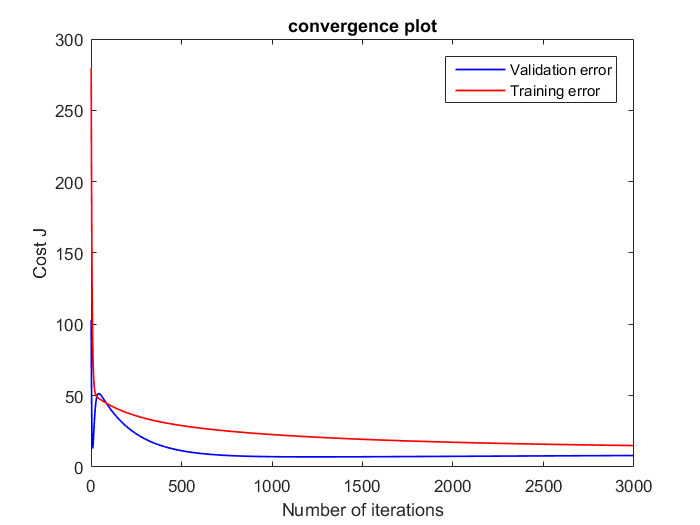 convergence plot
300
250
200
150
100
50
0
Cost J
Validation error
Training error
0 500 1000 1500 2000 2500 3000
Number of iterations